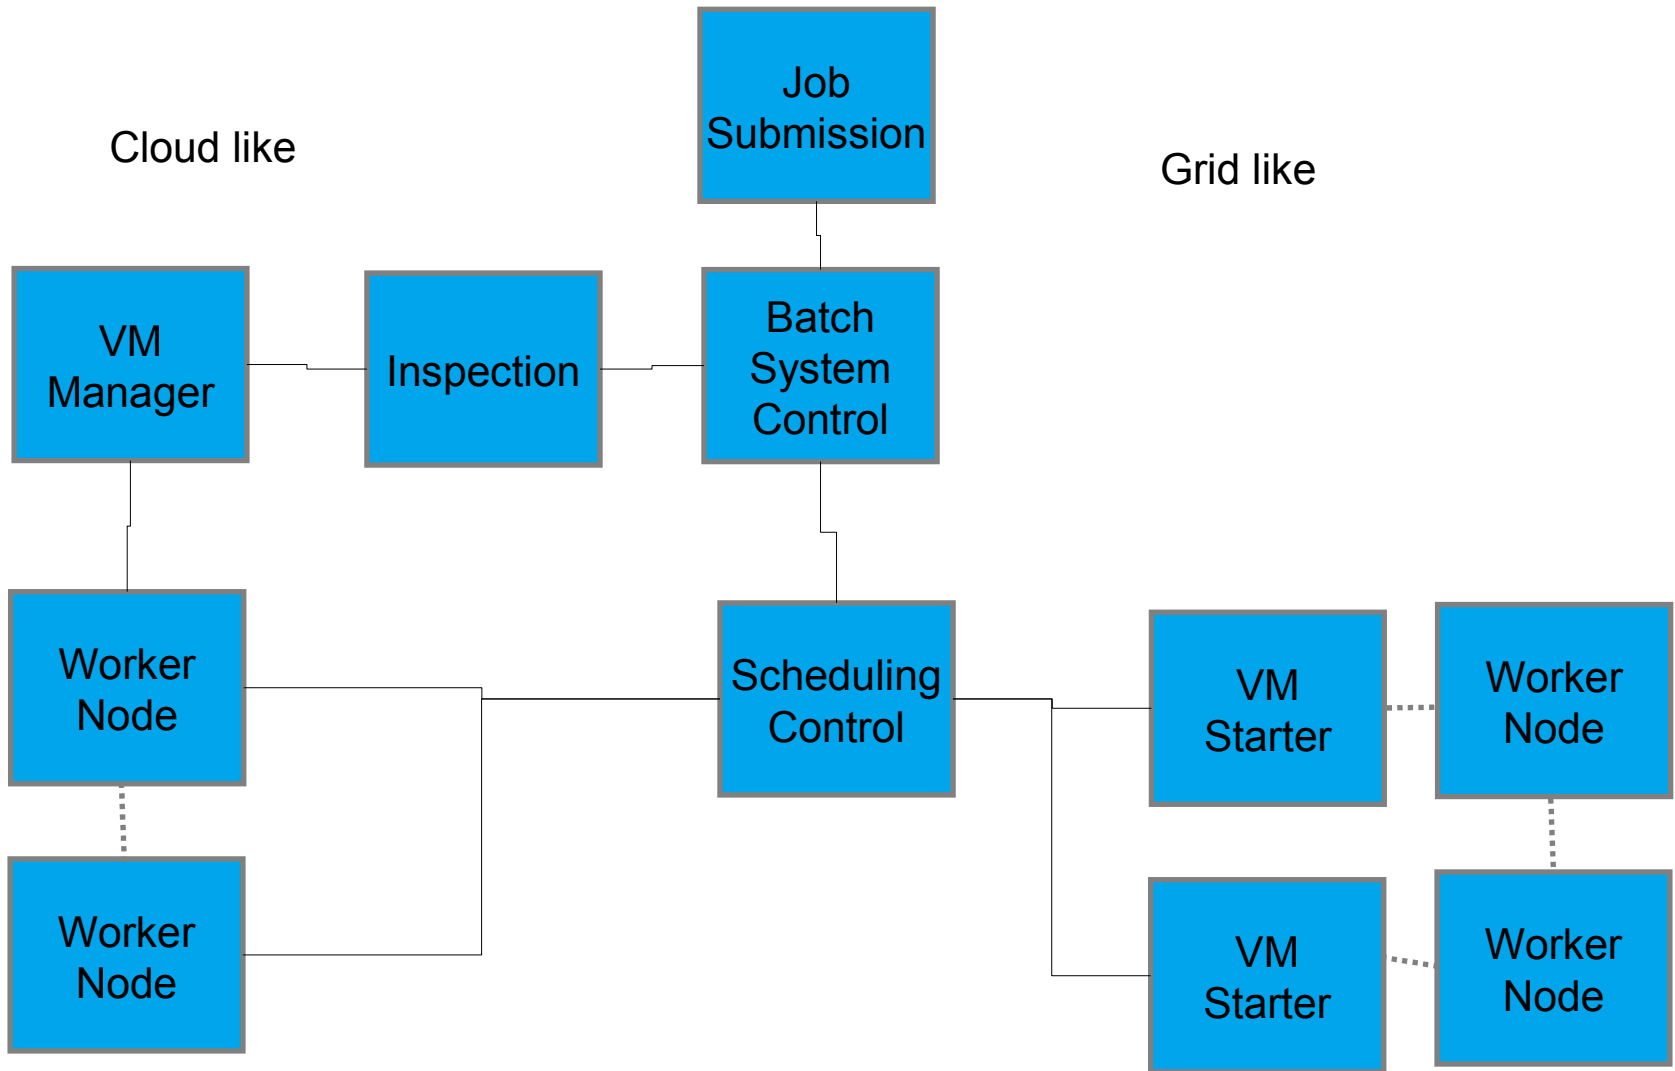 Job
Submission
Cloud like
Grid like
VM
Manager
Inspection
Batch
System
Control
Worker
Node
Scheduling
Control
VM
Starter
Worker
Node
Worker
Node
VM
Starter
Worker
Node